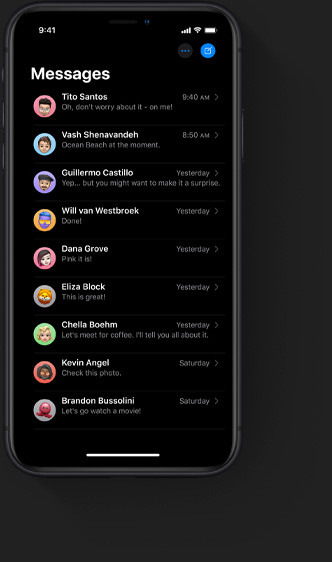 9:41
Messages
Tito Santos 9:40 AM
Oh, don't worry about it - on me!
Vash Shenavandeh 8:50 AM
Ocean Beach at the moment.
Guillermo Castillo Yesterday
Yep... but you might want to make it a surprise.
Will van Westbroek Yesterday
Done!
Dana Grove Yesterday
Pink it is!
Eliza Block Yesterday
This is great!
Chella Boehm Yesterday
Let's meet for coffee. I'll tell you all about it.
Kevin Angel Saturday
Check this photo.
Brandon Bussolini Saturday
Let's go watch a movie!